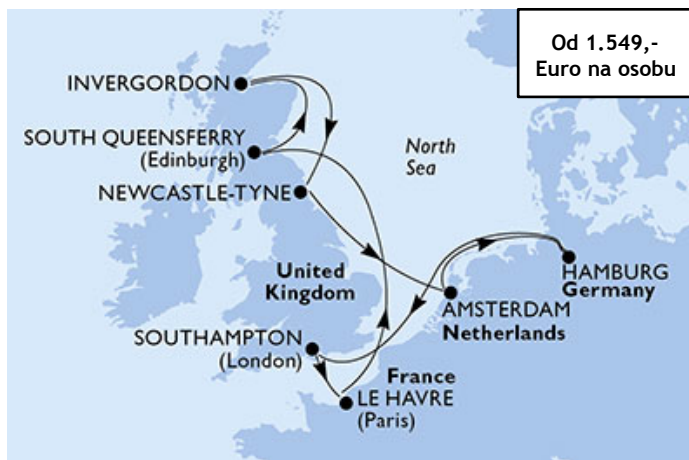 Od 1.549,-
Euro na osobu
INVERGORDON
SOUTH QUEENSFERRY
(Edinburgh)
North
Sea
NEWCASTLE-TYNE
United
Kingdom
HAMBURG
Germany
AMSTERDAM
Netherlands
SOUTHAMPTON
(London)
France
LE HAVRE
(Paris)